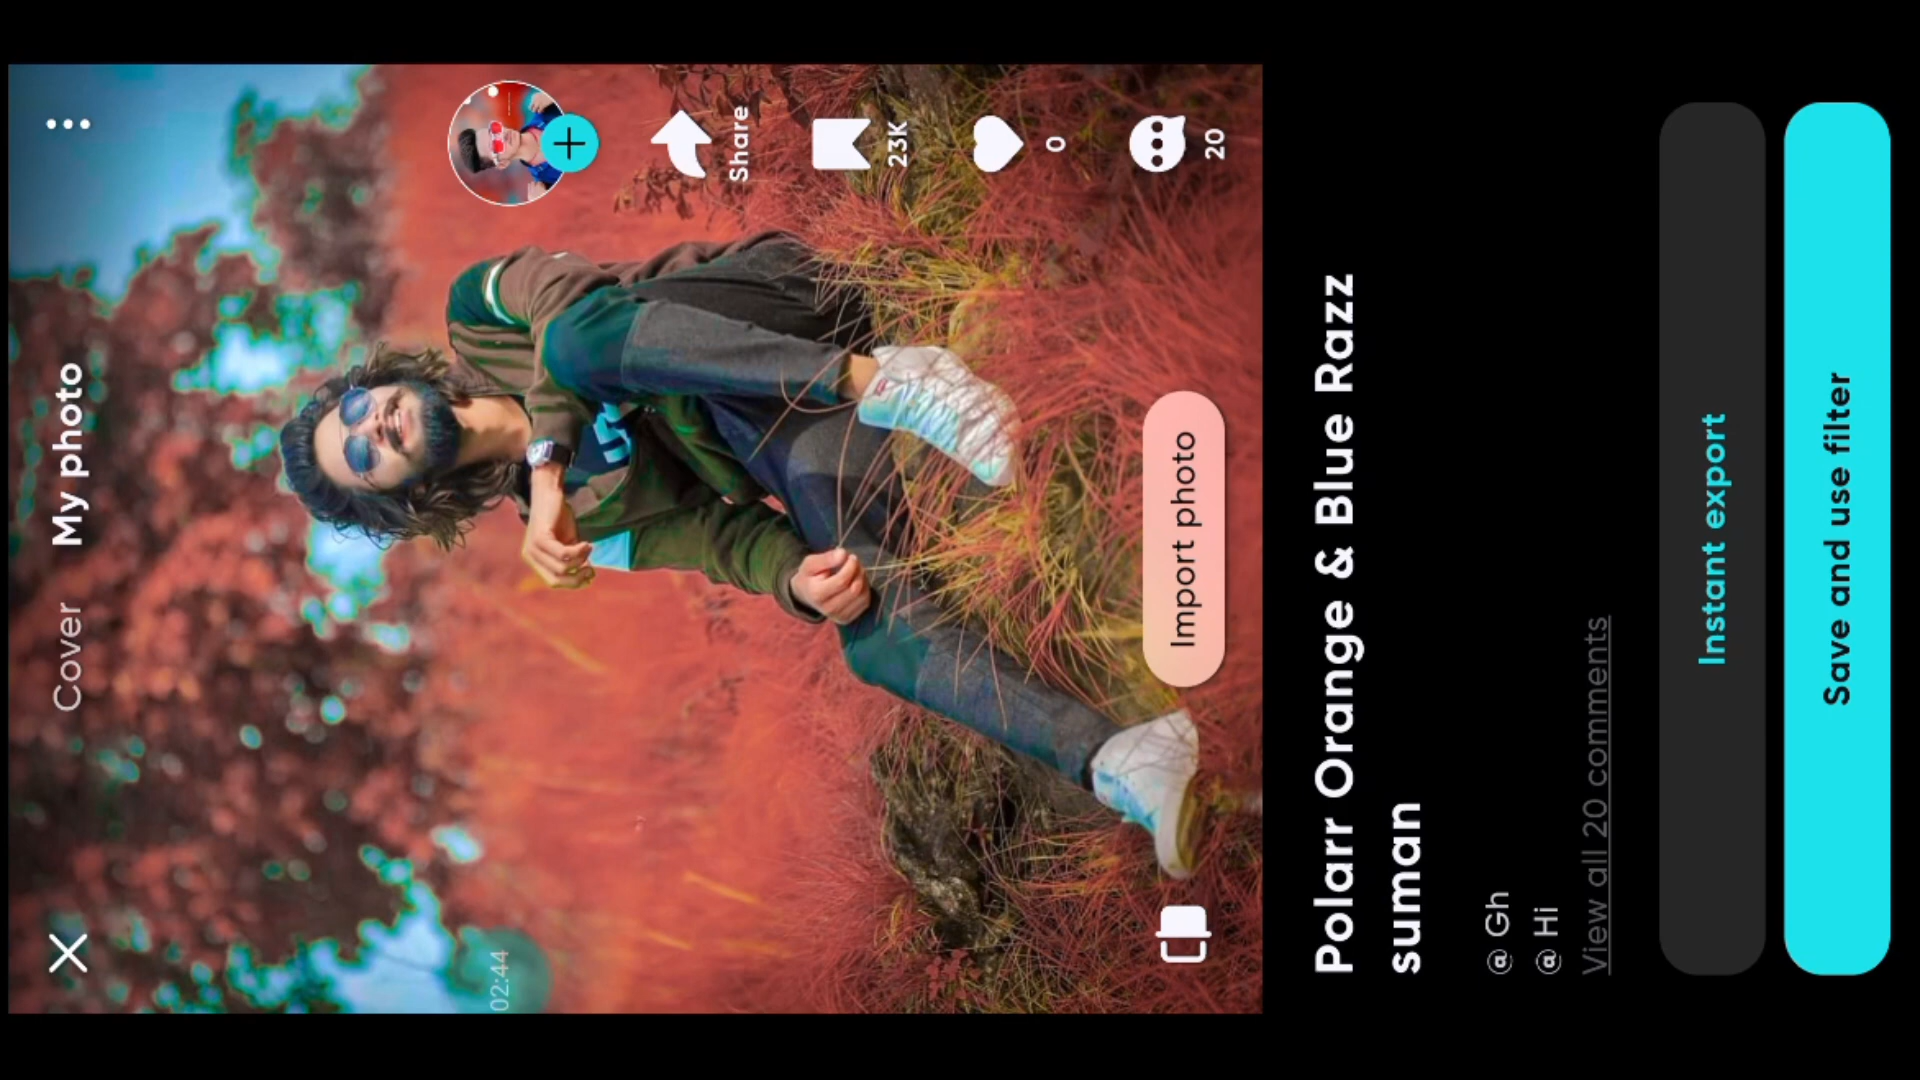 Cover My photo
Share
23K
0
20
02:44
Import photo
Polarr Orange & Blue Razz
suman
@ Gh
@ Hi
View all 20 comments
Instant export
Save and use filter